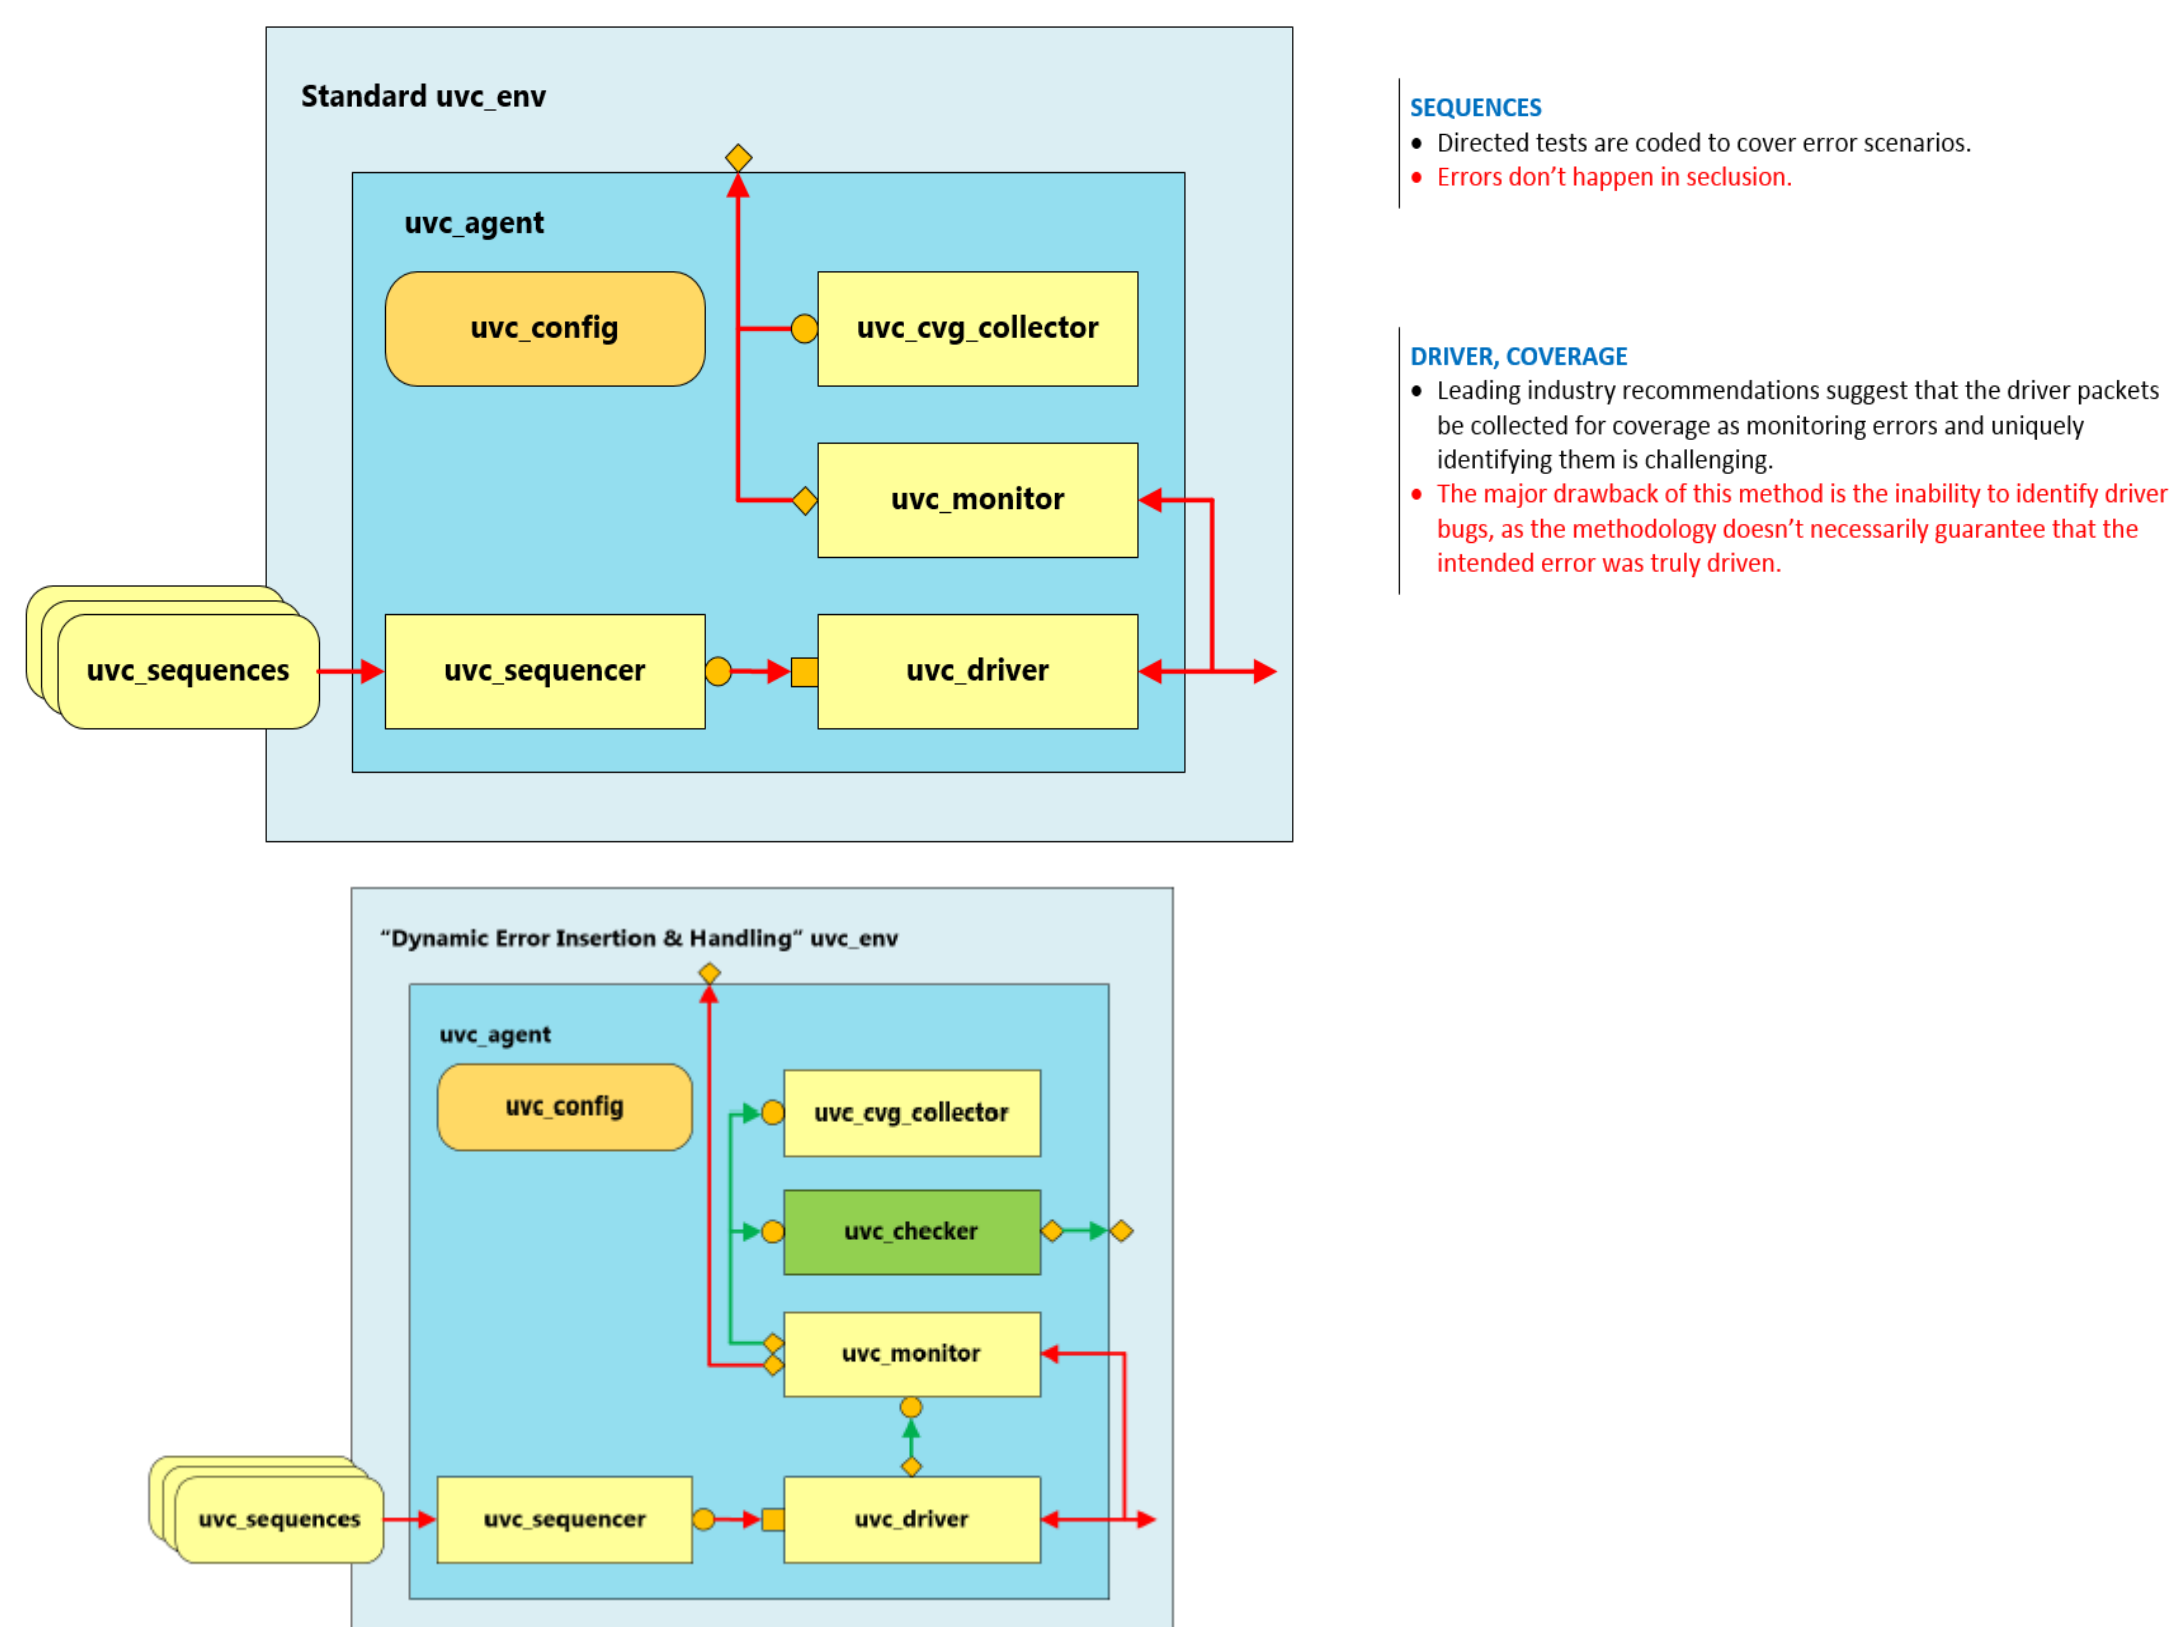 Standard uvc_env
uvc_agent
uvc_config
uvc_cvg_collector
uvc_monitor
uvc_sequences
uvc_sequencer
uvc_driver
SEQUENCES
• Directed tests are coded to cover error scenarios.
• Errors don’t happen in seclusion.
DRIVER, COVERAGE
• Leading industry recommendations suggest that the driver packets
be collected for coverage as monitoring errors and uniquely
identifying them is challenging.
• The major drawback of this method is the inability to identify driver
bugs, as the methodology doesn’t necessarily guarantee that the
intended error was truly driven.
“Dynamic Error Insertion & Handling” uvc_env
uvc_agent
uvc_config
uvc_cvg_collector
uvc_checker
uvc_monitor
uvc_sequences
uvc_sequencer
uvc_driver